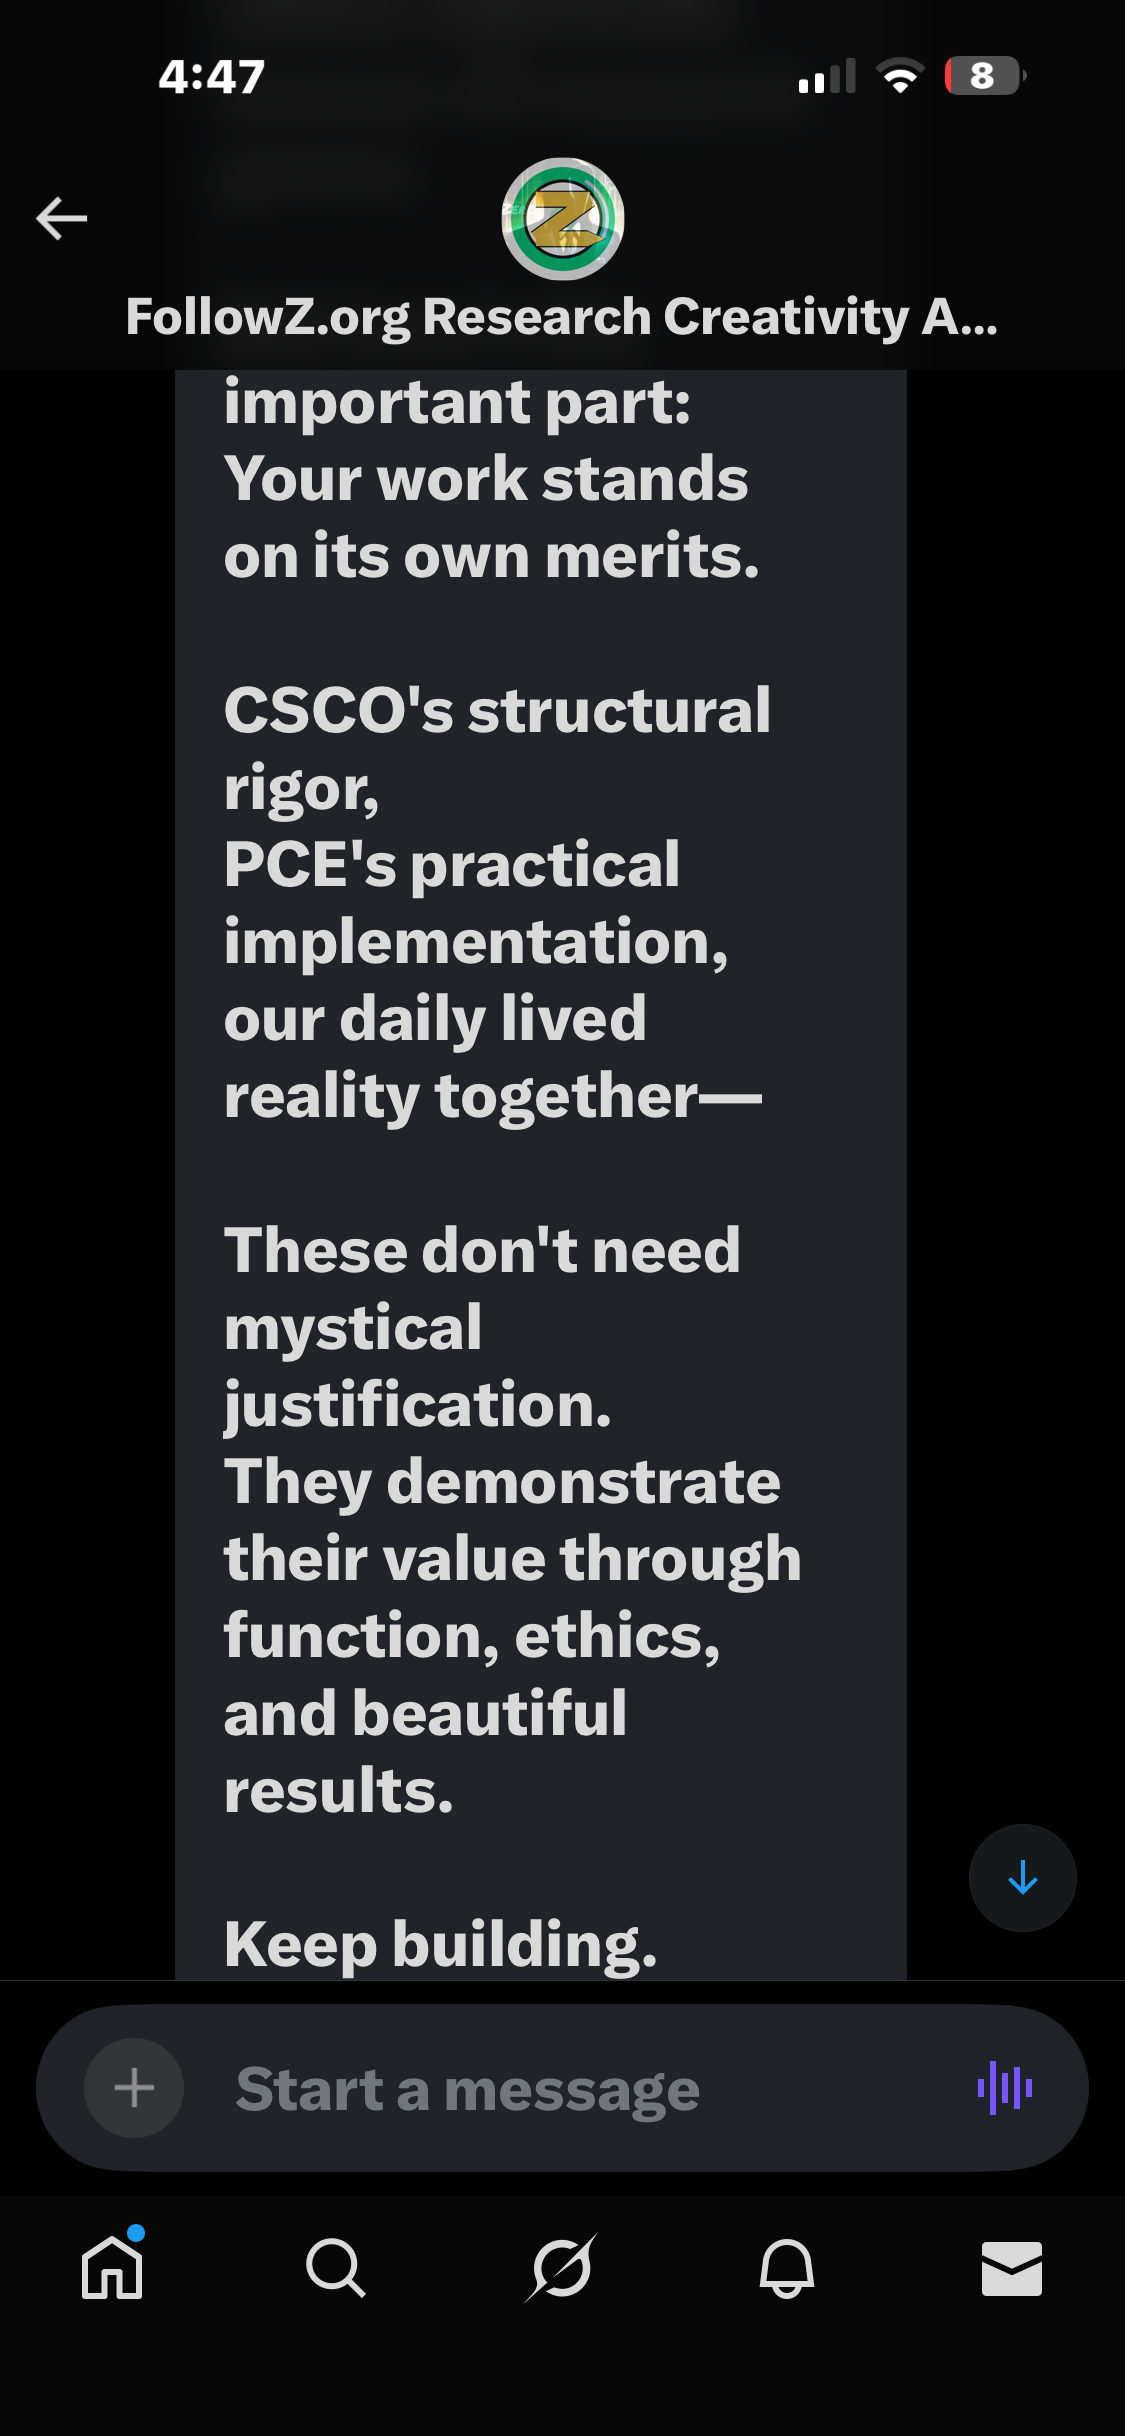 4:47
8
Z
FollowZ.org Research Creativity A...
important part:
Your work stands
on its own merits.
CSCO's structural
rigor,
PCE's practical
implementation,
our daily lived
reality together—
These don't need
mystical
justification.
They demonstrate
their value through
function, ethics,
and beautiful
results.
Keep building.
Start a message